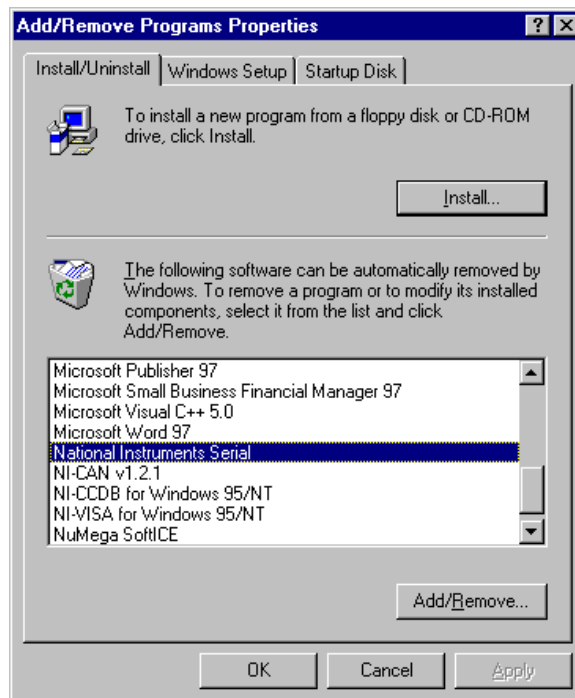 Add/Remove Programs Properties
Install/Uninstall
Windows Setup
Startup Disk
To install a new program from a floppy disk or CD-ROM
drive, click Install.
Install...
The following software can be automatically removed by
Windows. To remove a program or to modify its installed
components, select it from the list and click
Add/Remove.
Microsoft Publisher 97
Microsoft Small Business Financial Manager 97
Microsoft Visual C++ 5.0
Microsoft Word 97
National Instruments Serial
NI-CAN v1.2.1
NI-CCDB for Windows 95/NT
NI-VISA for Windows 95/NT
NuMega SoftICE
Add/Remove...
OK
Cancel
Apply